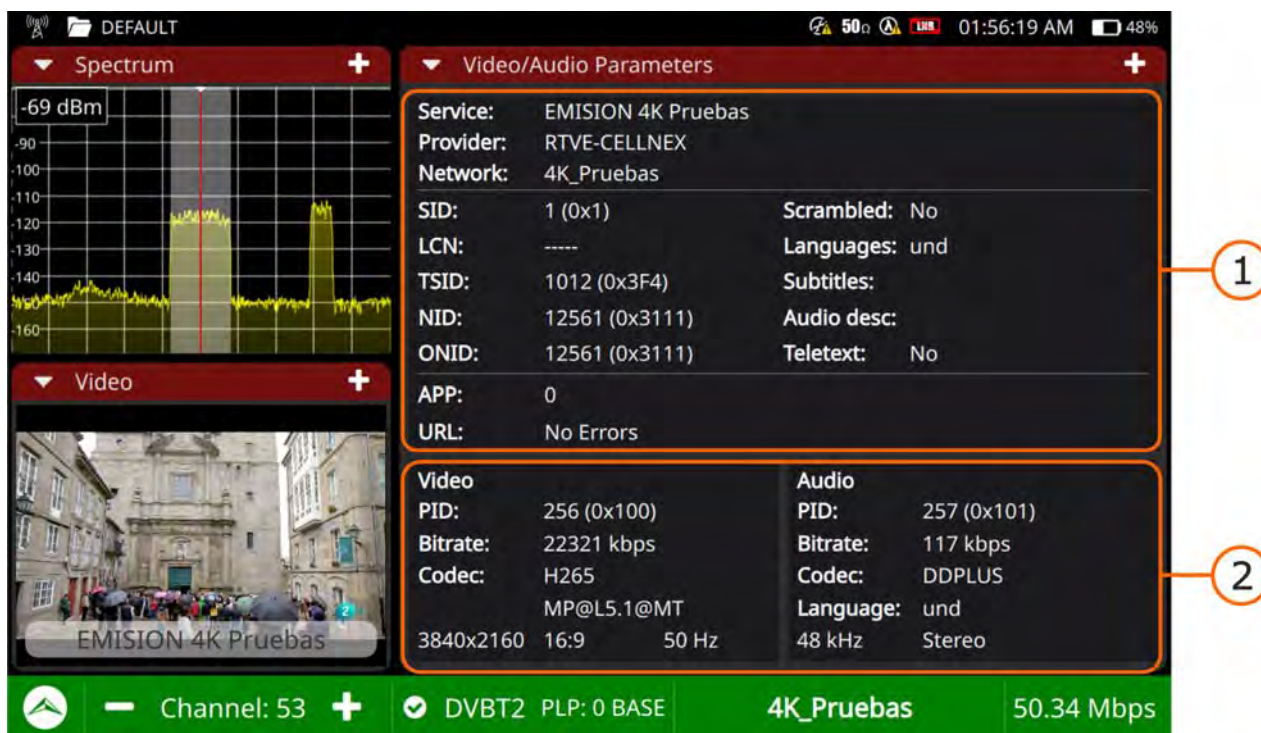 DEFAULT 50Ω LNB 01:56:19 AM 48%
Spectrum
-69 dBm
-90
-100
-110
-120
-130
-140
-150
-160
Video
2
EMISION 4K Pruebas
Video/Audio Parameters
Service: EMISION 4K Pruebas
Provider: RTVE-CELLNEX
Network: 4K_Pruebas
SID: 1 (0x1) Scrambled: No
LCN: ----- Languages: und
TSID: 1012 (0x3F4) Subtitles:
NID: 12561 (0x3111) Audio desc:
ONID: 12561 (0x3111) Teletext: No
APP: 0
URL: No Errors
1
Video Audio
PID: 256 (0x100) PID: 257 (0x101)
Bitrate: 22321 kbps Bitrate: 117 kbps
Codec: H265 Codec: DDPLUS
MP@L5.1@MT Language: und
3840x2160 16:9 50 Hz 48 kHz Stereo
2
Channel: 53 DVBT2 PLP: 0 BASE 4K_Pruebas 50.34 Mbps